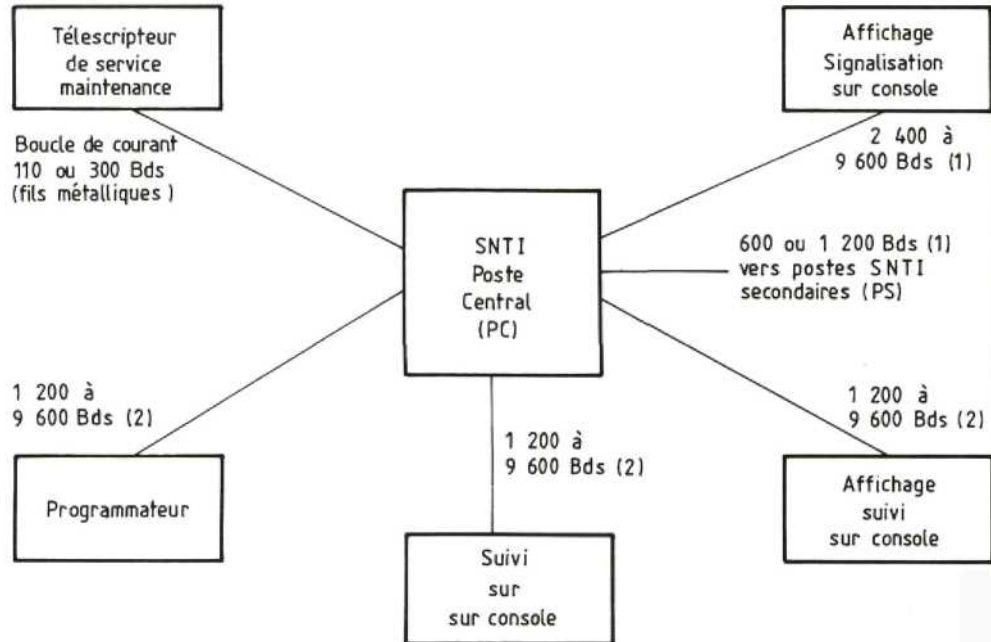 Télescripteur
de service
maintenance
Affichage
Signalisation
sur console
Boucle de courant
110 ou 300 Bds
(fils métalliques)
2 400 à
9 600 Bds (1)
SNTI
Poste
Central
(PC)
600 ou 1 200 Bds (1)
vers postes SNTI
secondaires (PS)
1 200 à
9 600 Bds (2)
1 200 à
9 600 Bds (2)
1 200 à
9 600 Bds (2)
Programmateur
Suivi
sur
sur console
Affichage
suivi
sur console